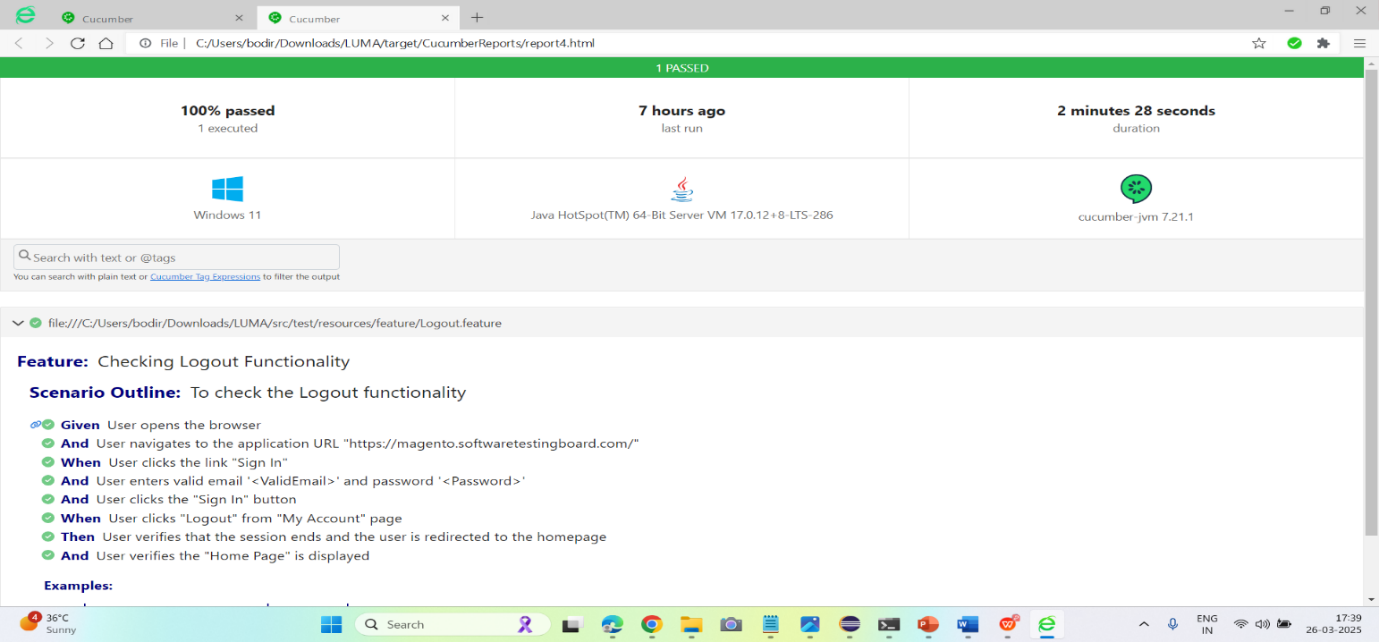 Cucumber
Cucumber
File | C:/Users/bodir/Downloads/LUMA/target/CucumberReports/report4.html
1 PASSED
100% passed
1 executed
7 hours ago
last run
2 minutes 28 seconds
duration
Windows 11
Java HotSpot(TM) 64-Bit Server VM 17.0.12+8-LTS-286
cucumber-jvm 7.21.1
Search with text or @tags
You can search with plain text or Cucumber Tag Expressions to filter the output
file:///C:/Users/bodir/Downloads/LUMA/src/test/resources/feature/Logout.feature
Feature: Checking Logout Functionality
Scenario Outline: To check the Logout functionality
Given User opens the browser
And User navigates to the application URL "https://magento.softwaretestingboard.com/"
When User clicks the link "Sign In"
And User enters valid email '<ValidEmail>' and password '<Password>'
And User clicks the "Sign In" button
When User clicks "Logout" from "My Account" page
Then User verifies that the session ends and the user is redirected to the homepage
And User verifies the "Home Page" is displayed
Examples:
4
36°C
Sunny
Search
ENG
IN
17:39
26-03-2025